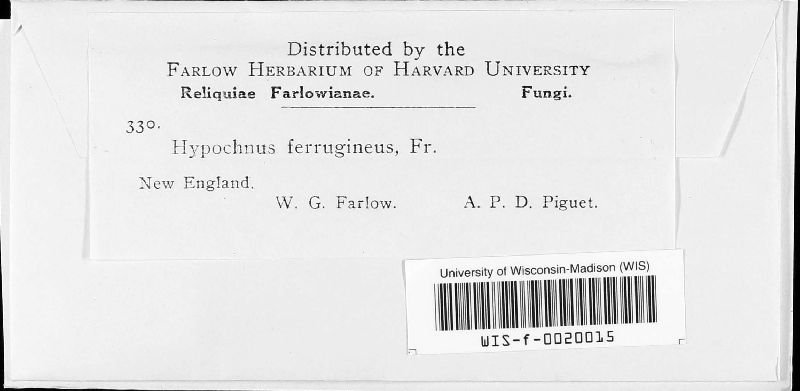 Distributed by the
Farlow Herbarium of Harvard University
Reliquiae Farlowianae. Fungi.
330.
Hypochnus ferrugineus, Fr.
New England.
W. G. Farlow. A. P. D. Piguet.
University of Wisconsin-Madison (WIS)
WIS-f-0020015